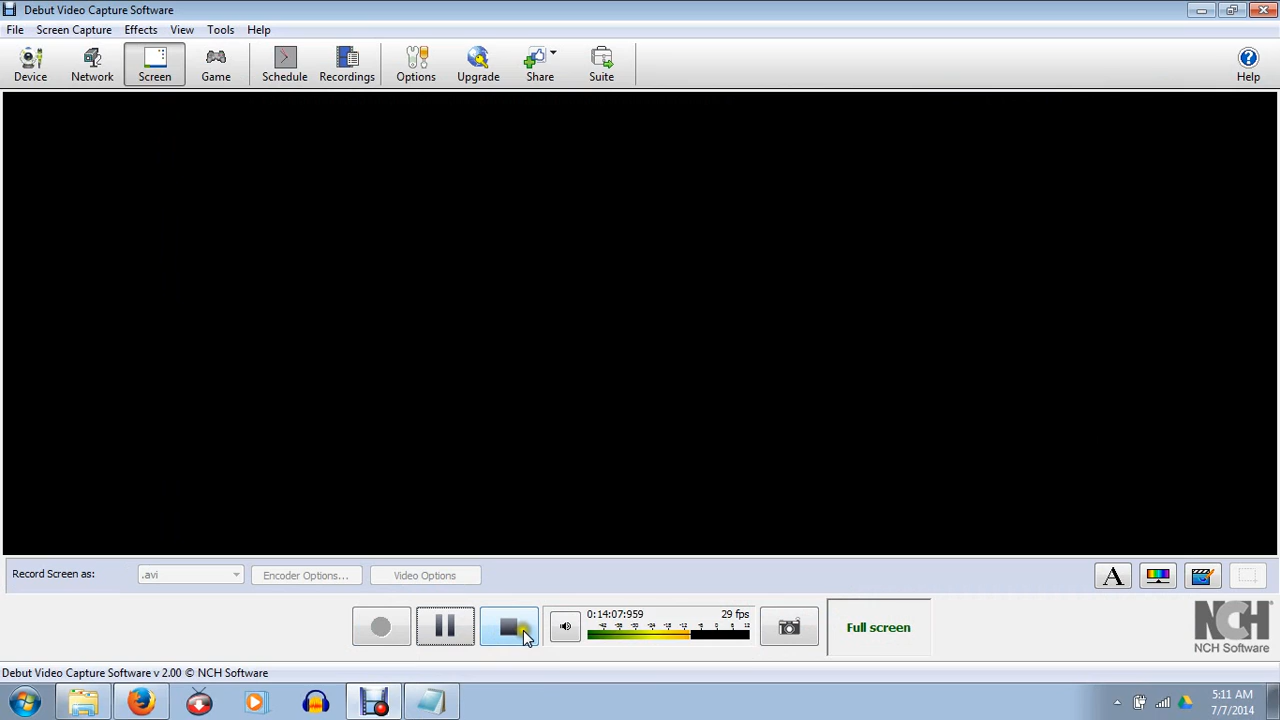 Debut Video Capture Software
File Screen Capture Effects View Tools Help
Device Network Screen Game Schedule Recordings Options Upgrade Share Suite Help
Record Screen as: .avi Encoder Options... Video Options A
0:14:07:959 29 fps
Full screen
NCH
NCH Software
Debut Video Capture Software v 2.00 © NCH Software
5:11 AM
7/7/2014